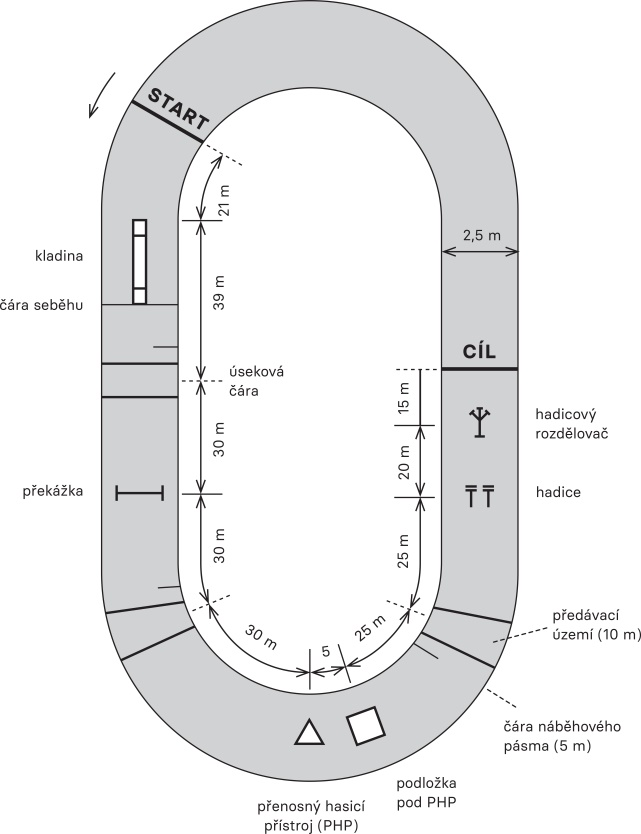 START
21 m
2,5 m
kladina
39 m
čára seběhu
CÍL
úseková
čára
15 m
hadicový
rozdělovač
30 m
20 m
překážka
hadice
30 m
25 m
30 m
5
25 m
předávací
území (10 m)
čára náběhového
pásma (5 m)
podložka
pod PHP
přenosný hasicí
přístroj (PHP)